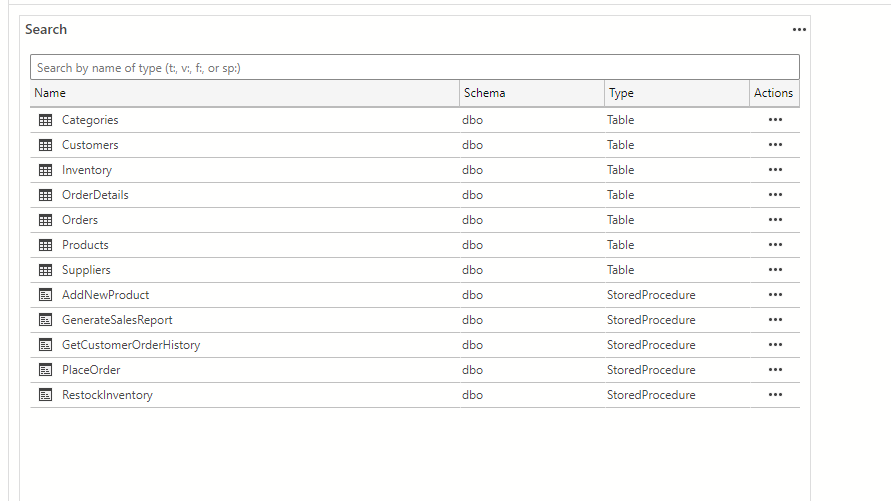 Search
Search by name of type (t:, v:, f:, or sp:)
Name Schema Type Actions
Categories dbo Table
Customers dbo Table
Inventory dbo Table
OrderDetails dbo Table
Orders dbo Table
Products dbo Table
Suppliers dbo Table
AddNewProduct dbo StoredProcedure
GenerateSalesReport dbo StoredProcedure
GetCustomerOrderHistory dbo StoredProcedure
PlaceOrder dbo StoredProcedure
RestockInventory dbo StoredProcedure